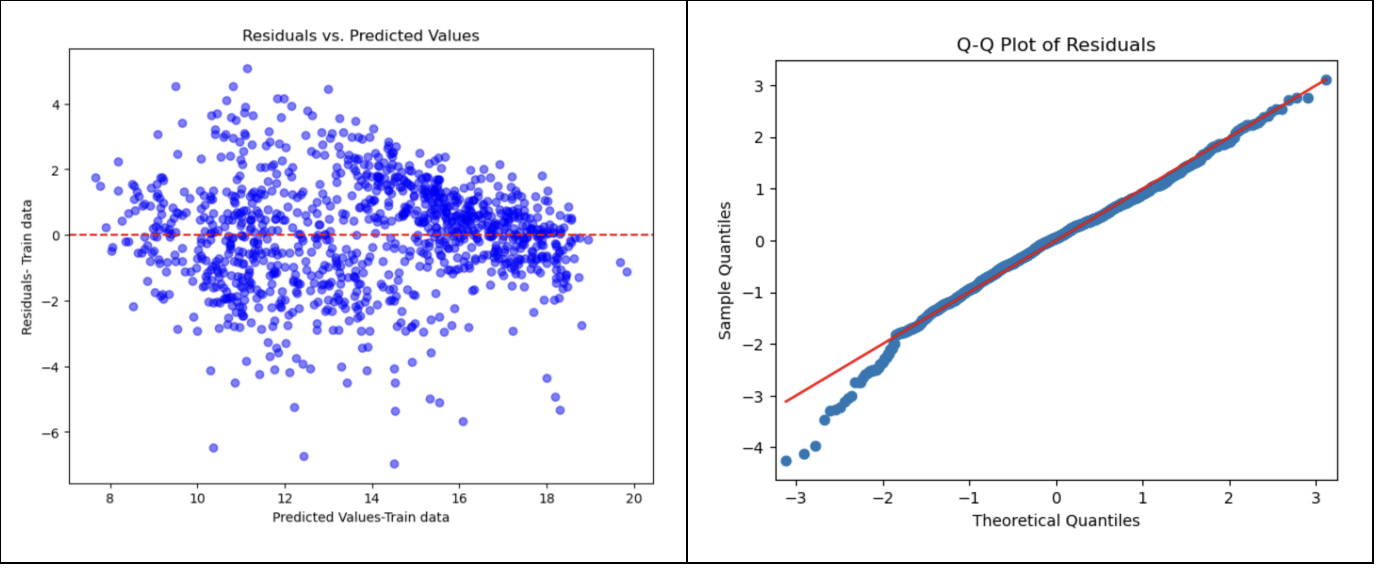 Residuals vs. Predicted Values
Residuals- Train data
4
2
0
−2
−4
−6
8 10 12 14 16 18 20
Predicted Values-Train data
Q-Q Plot of Residuals
Sample Quantiles
3
2
1
0
−1
−2
−3
−4
−3 −2 −1 0 1 2 3
Theoretical Quantiles